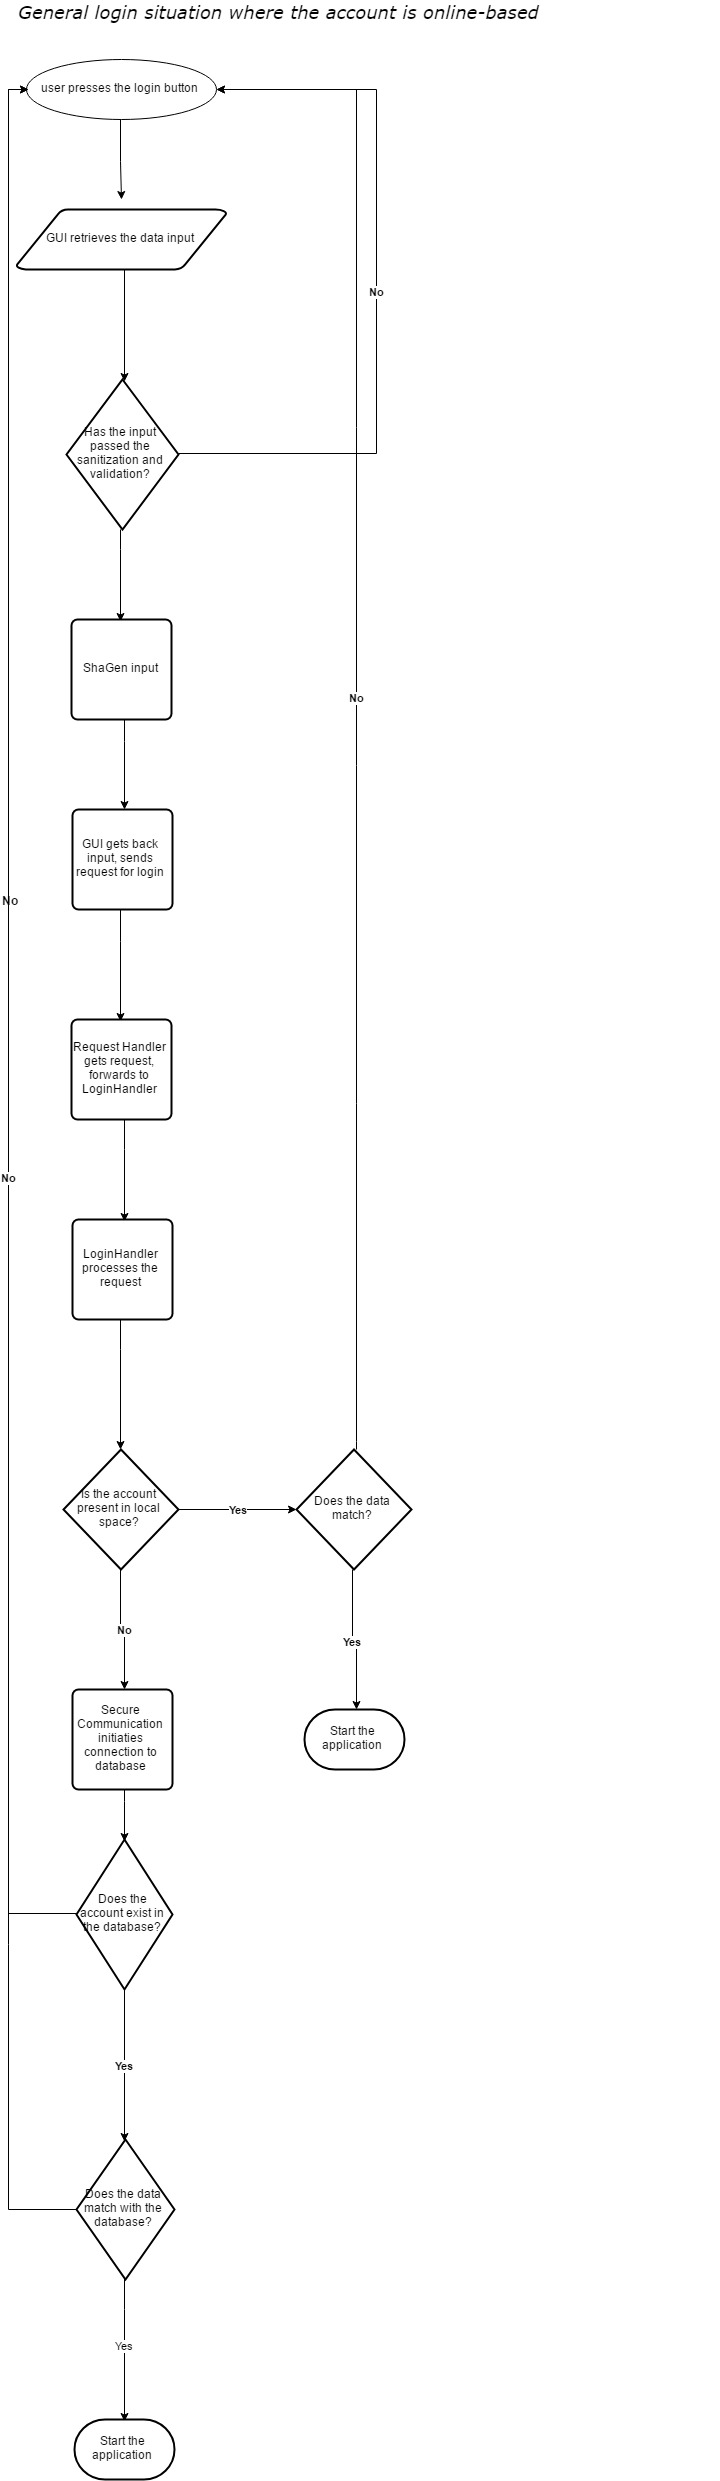 General login situation where the account is online-based
user presses the login button
GUI retrieves the data input
No
Has the input
passed the
sanitization and
validation?
ShaGen input
No
GUI gets back
input, sends
request for login
No
Request Handler
gets request,
forwards to
LoginHandler
No
LoginHandler
processes the
request
Is the account
present in local
space?
Yes
Does the data
match?
No
Yes
Secure
Communication
initiaties
connection to
database
Start the
application
Does the
account exist in
the database?
Yes
Does the data
match with the
database?
Yes
Start the
application